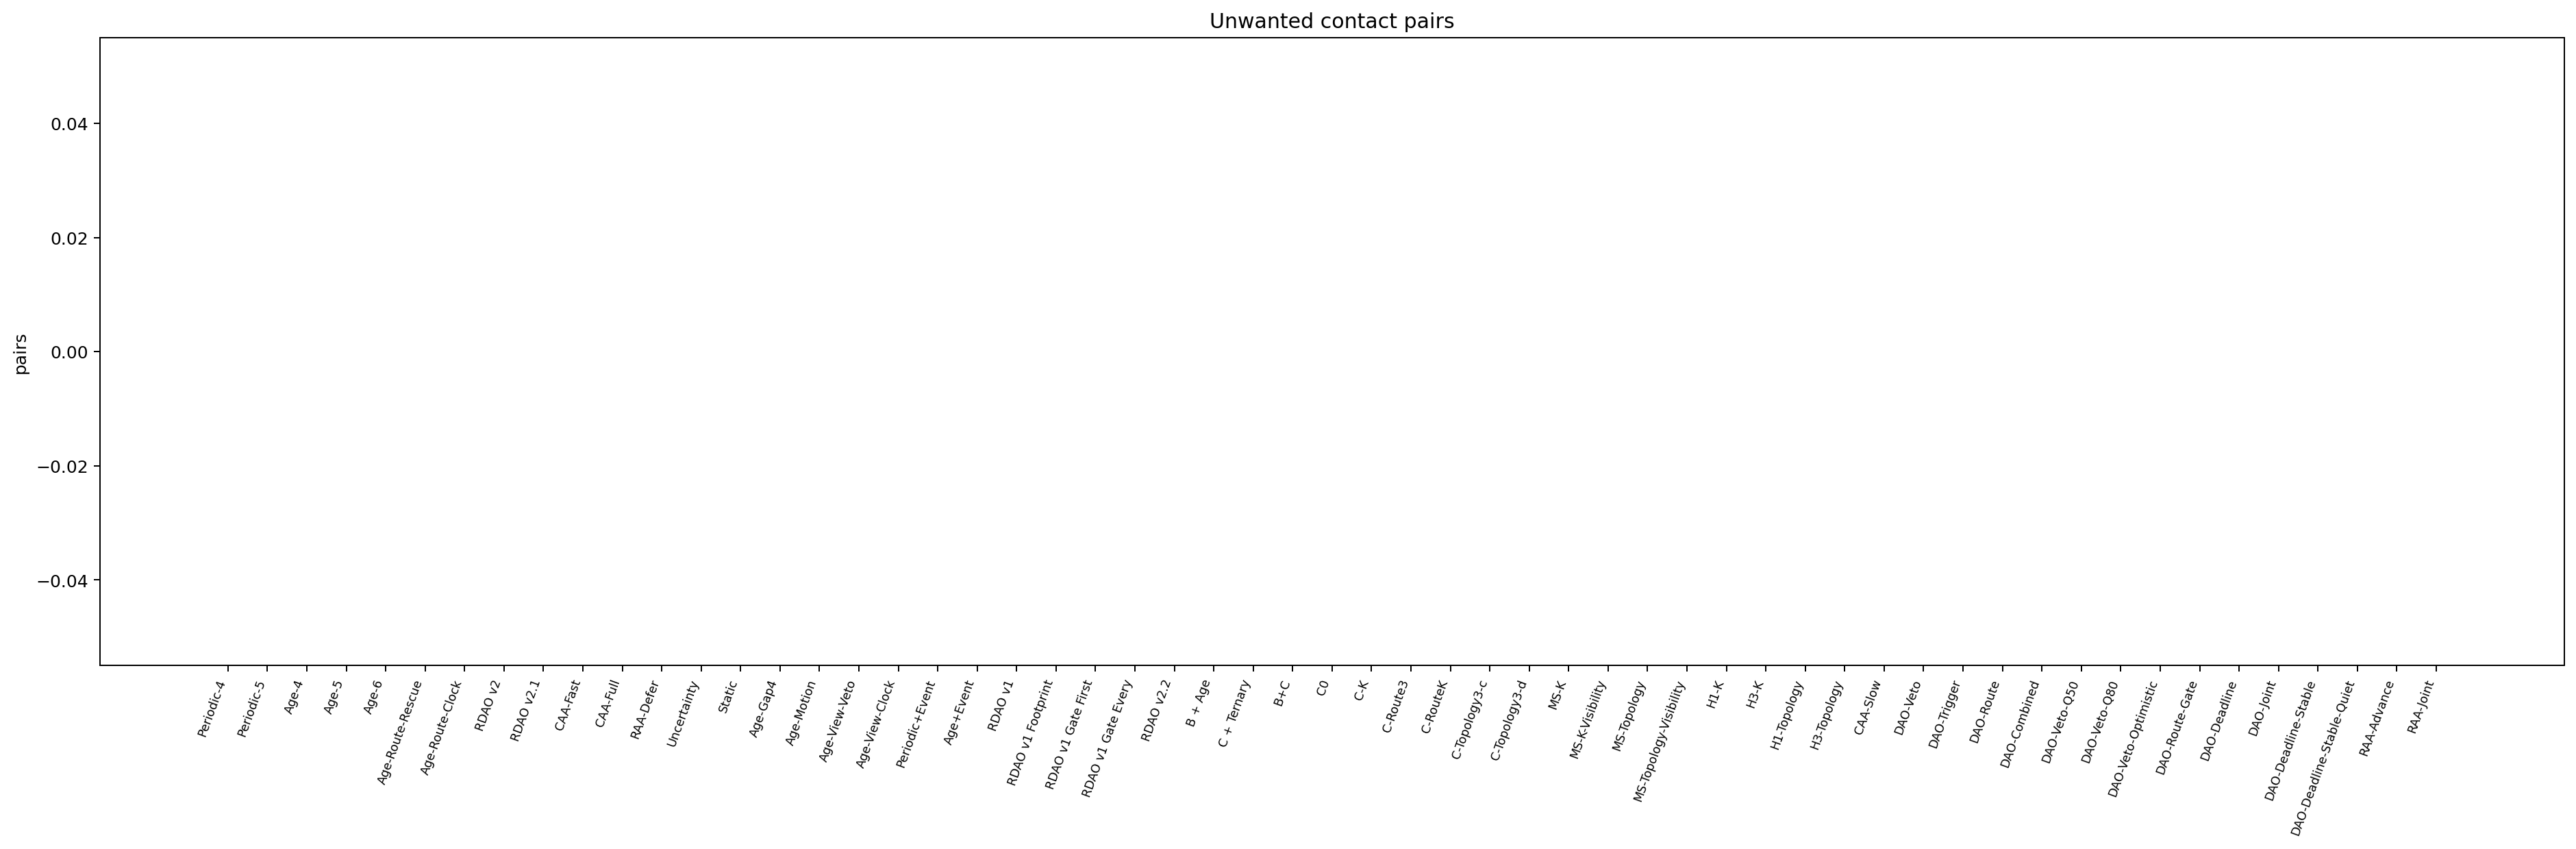 Unwanted contact pairs
pairs
0.04
0.02
0.00
−0.02
−0.04
Periodic-4
Periodic-5
Age-4
Age-5
Age-6
Age-Route-Rescue
Age-Route-Clock
RDAO v2
RDAO v2.1
CAA-Fast
CAA-Full
RAA-Defer
Uncertainty
Static
Age-Gap4
Age-Motion
Age-View-Veto
Age-View-Clock
Periodic+Event
Age+Event
RDAO v1
RDAO v1 Footprint
RDAO v1 Gate First
RDAO v1 Gate Every
RDAO v2.2
B + Age
C + Ternary
B+C
C0
C-K
C-Route3
C-RouteK
C-Topology3-c
C-Topology3-d
MS-K
MS-K-Visibility
MS-Topology
MS-Topology-Visibility
H1-K
H3-K
H1-Topology
H3-Topology
CAA-Slow
DAO-Veto
DAO-Trigger
DAO-Route
DAO-Combined
DAO-Veto-Q50
DAO-Veto-Q80
DAO-Veto-Optimistic
DAO-Route-Gate
DAO-Deadline
DAO-Joint
DAO-Deadline-Stable
DAO-Deadline-Stable-Quiet
RAA-Advance
RAA-Joint